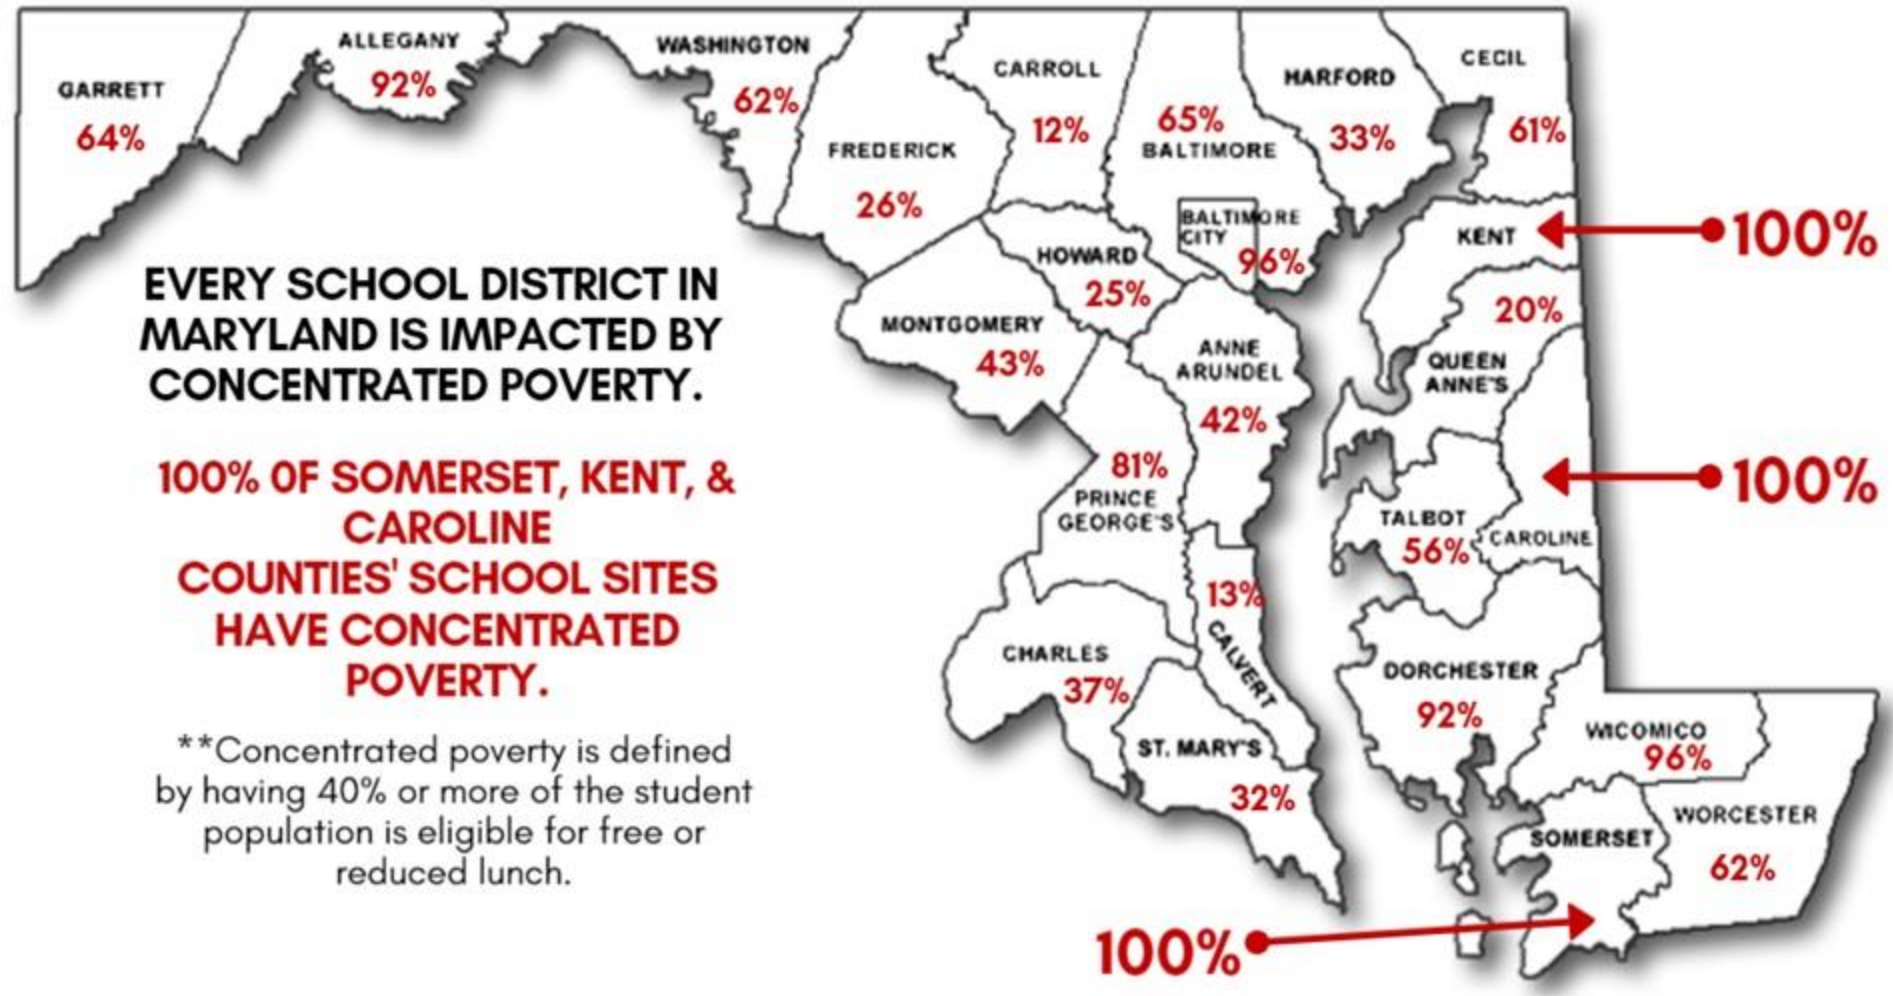 GARRETT
64%
ALLEGANY
92%
WASHINGTON
62%
FREDERICK
26%
CARROLL
12%
65%
BALTIMORE
BALTIMORE
CITY
96%
HARFORD
33%
CECIL
61%
KENT
100%
HOWARD
25%
MONTGOMERY
43%
ANNE
ARUNDEL
42%
20%
QUEEN
ANNE'S
100%
CAROLINE
TALBOT
56%
81%
PRINCE
GEORGE'S
13%
CALVERT
CHARLES
37%
ST. MARY'S
32%
DORCHESTER
92%
WICOMICO
96%
WORCESTER
62%
SOMERSET
100%
EVERY SCHOOL DISTRICT IN
MARYLAND IS IMPACTED BY
CONCENTRATED POVERTY.
100% OF SOMERSET, KENT, &
CAROLINE
COUNTIES' SCHOOL SITES
HAVE CONCENTRATED
POVERTY.
**Concentrated poverty is defined
by having 40% or more of the student
population is eligible for free or
reduced lunch.